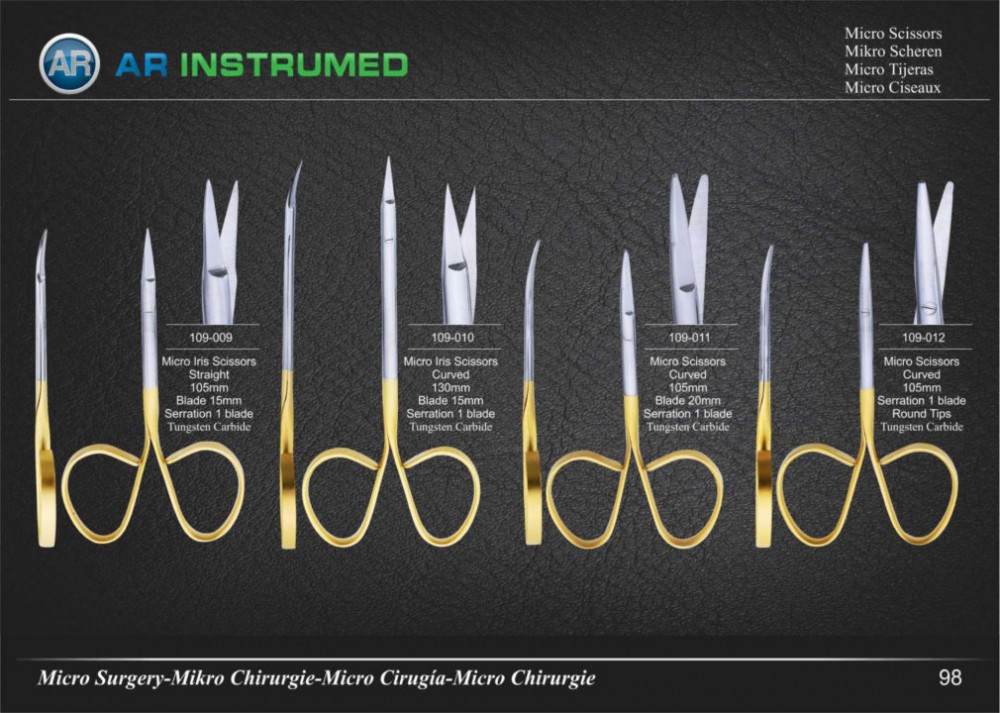 AR
AR INSTRUMED
Micro Scissors
Mikro Scheren
Micro Tijeras
Micro Ciseaux
109-009
Micro Iris Scissors
Straight
105mm
Blade 15mm
Serration 1 blade
Tungsten Carbide
109-010
Micro Iris Scissors
Curved
130mm
Blade 15mm
Serration 1 blade
Tungsten Carbide
109-011
Micro Scissors
Curved
105mm
Blade 20mm
Serration 1 blade
Tungsten Carbide
109-012
Micro Scissors
Curved
105mm
Serration 1 blade
Round Tips
Tungsten Carbide
Micro Surgery-Mikro Chirurgie-Micro Cirugía-Micro Chirurgie
98